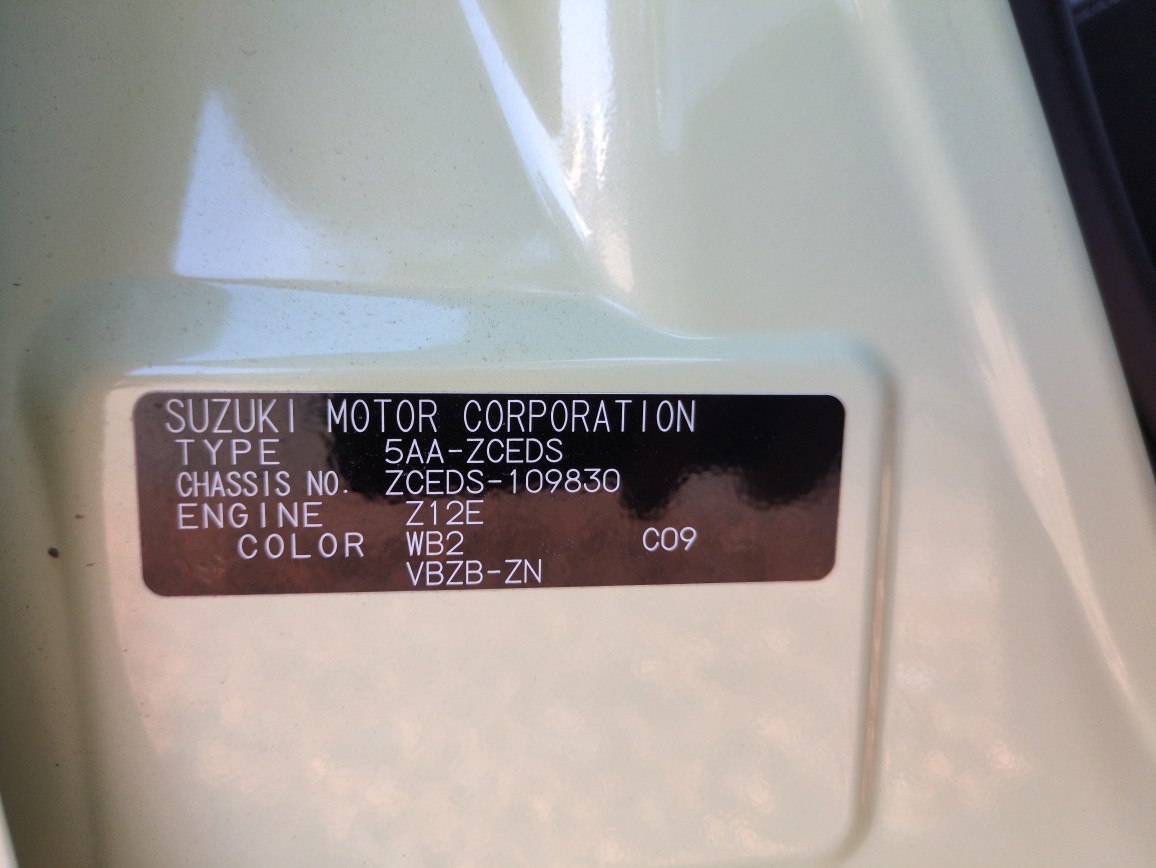 SUZUKI MOTOR CORPORATION
TYPE 5AA-ZCEDS
CHASSIS NO. ZCEDS-109830
ENGINE Z12E
COLOR WB2 C09
VBZB-ZN